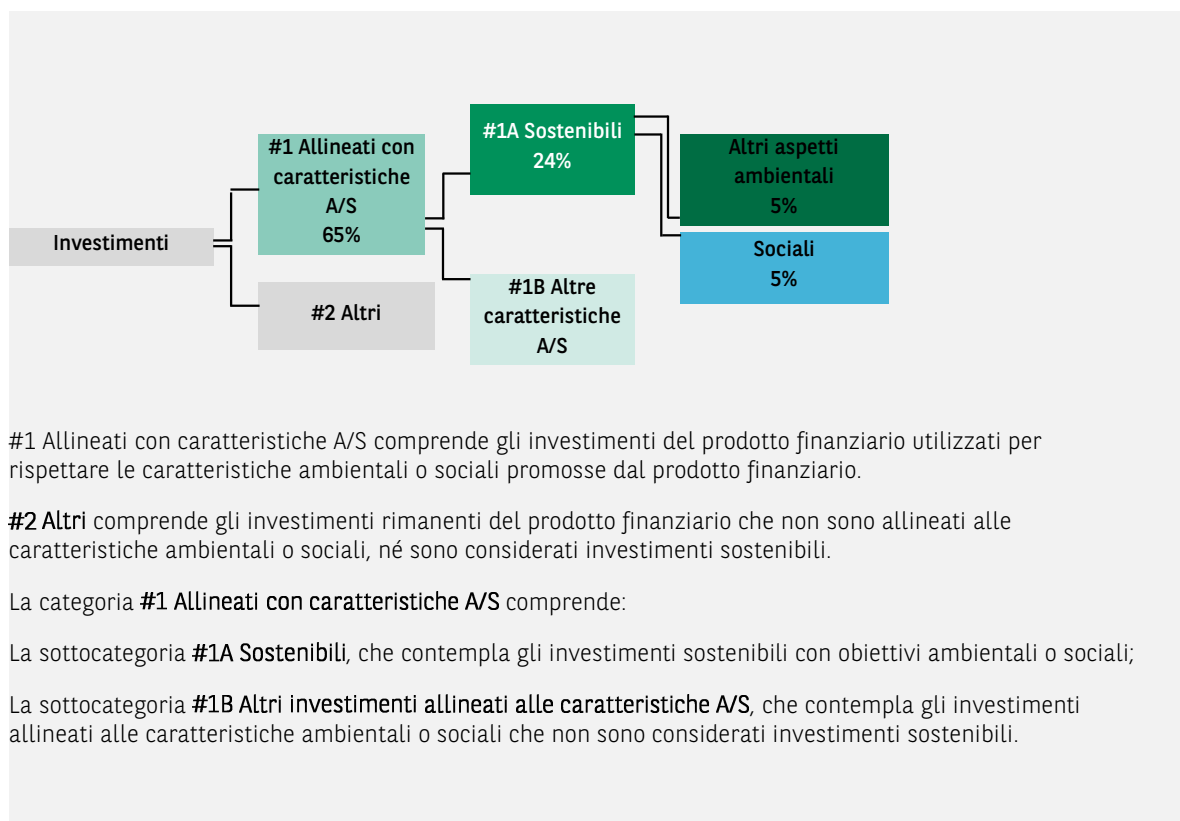 #1A Sostenibili
24%
#1 Allineati con
caratteristiche
A/S
65%
Altri aspetti
ambientali
5%
Investimenti
Sociali
5%
#2 Altri
#1B Altre
caratteristiche
A/S
#1 Allineati con caratteristiche A/S comprende gli investimenti del prodotto finanziario utilizzati per
rispettare le caratteristiche ambientali o sociali promosse dal prodotto finanziario.
#2 Altri comprende gli investimenti rimanenti del prodotto finanziario che non sono allineati alle
caratteristiche ambientali o sociali, né sono considerati investimenti sostenibili.
La categoria #1 Allineati con caratteristiche A/S comprende:
La sottocategoria #1A Sostenibili, che contempla gli investimenti sostenibili con obiettivi ambientali o sociali;
La sottocategoria #1B Altri investimenti allineati alle caratteristiche A/S, che contempla gli investimenti
allineati alle caratteristiche ambientali o sociali che non sono considerati investimenti sostenibili.